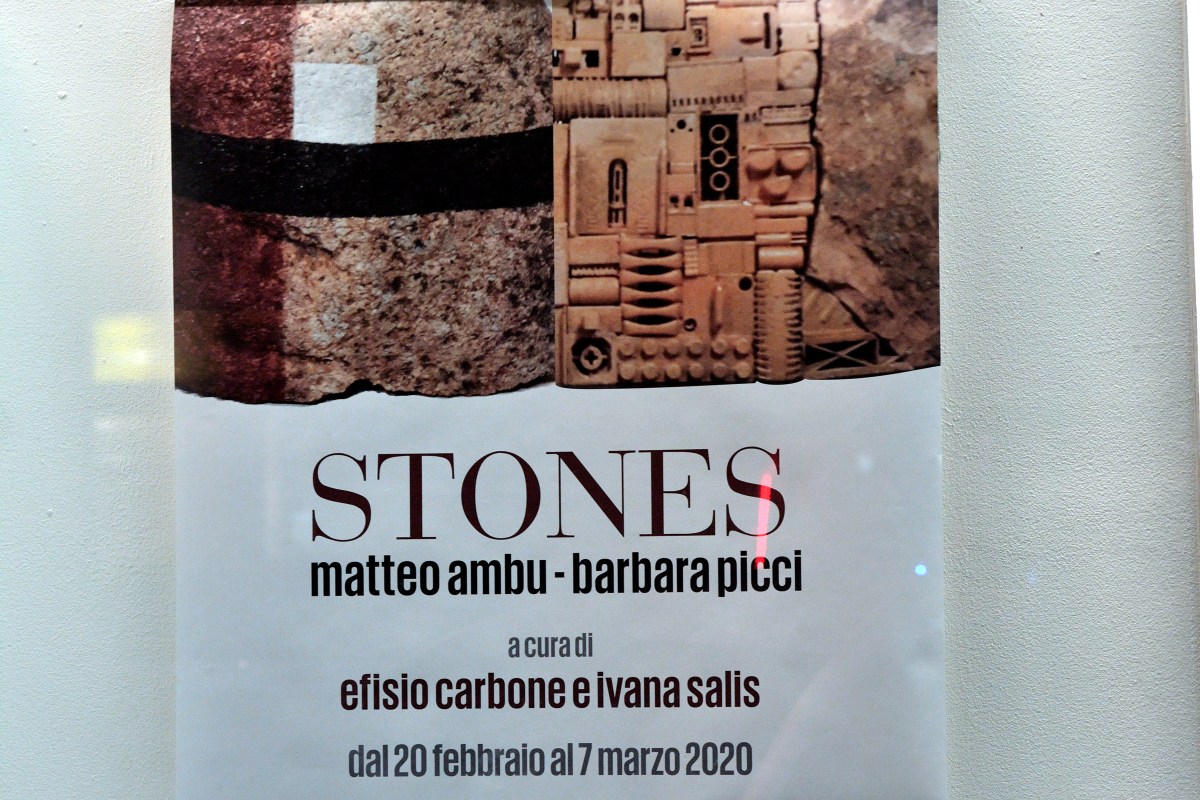 STONES
matteo ambu - barbara picci
a cura di
efisio carbone e ivana salis
dal 20 febbraio al 7 marzo 2020